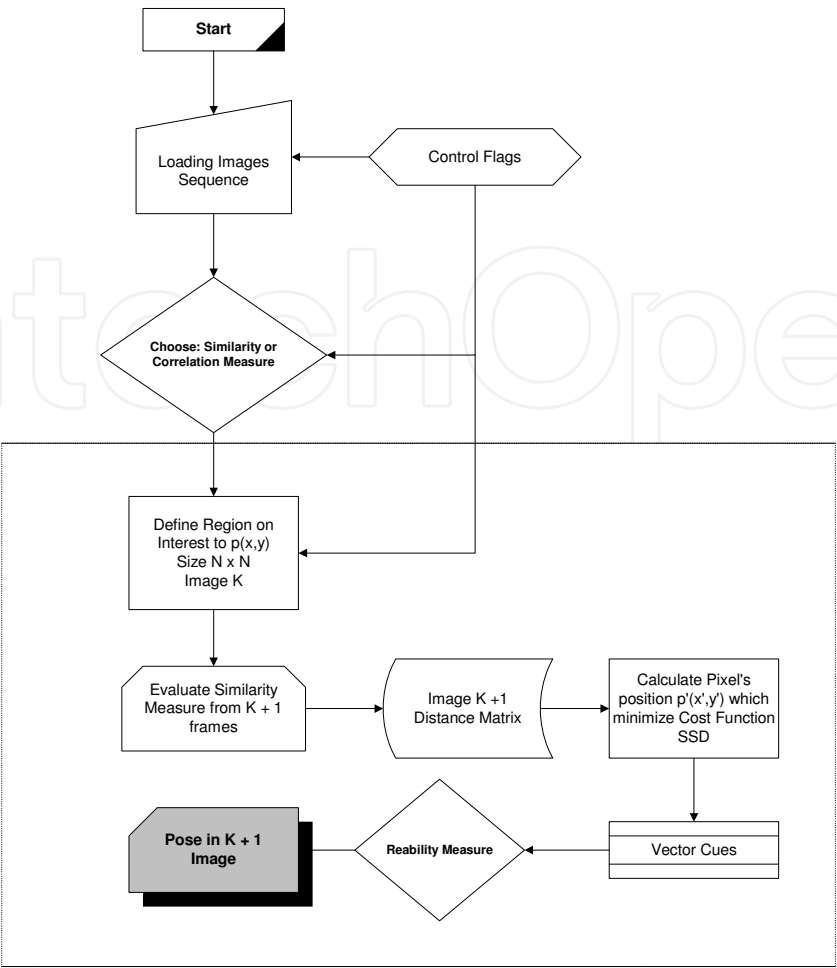 Start
Loading Images
Sequence
Control Flags
Choose: Similarity or
Correlation Measure
Define Region on
Interest to p(x,y)
Size N x N
Image K
Evaluate Similarity
Measure from K + 1
frames
Image K +1
Distance Matrix
Calculate Pixel's
position p'(x',y') which
minimize Cost Function
SSD
Pose in K + 1
Image
Reability Measure
Vector Cues